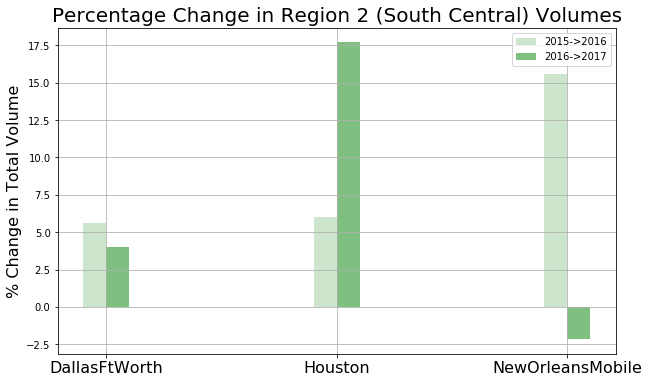 Percentage Change in Region 2 (South Central) Volumes
2015->2016
2016->2017
% Change in Total Volume
17.5
15.0
12.5
10.0
7.5
5.0
2.5
0.0
−2.5
DallasFtWorth
Houston
NewOrleansMobile